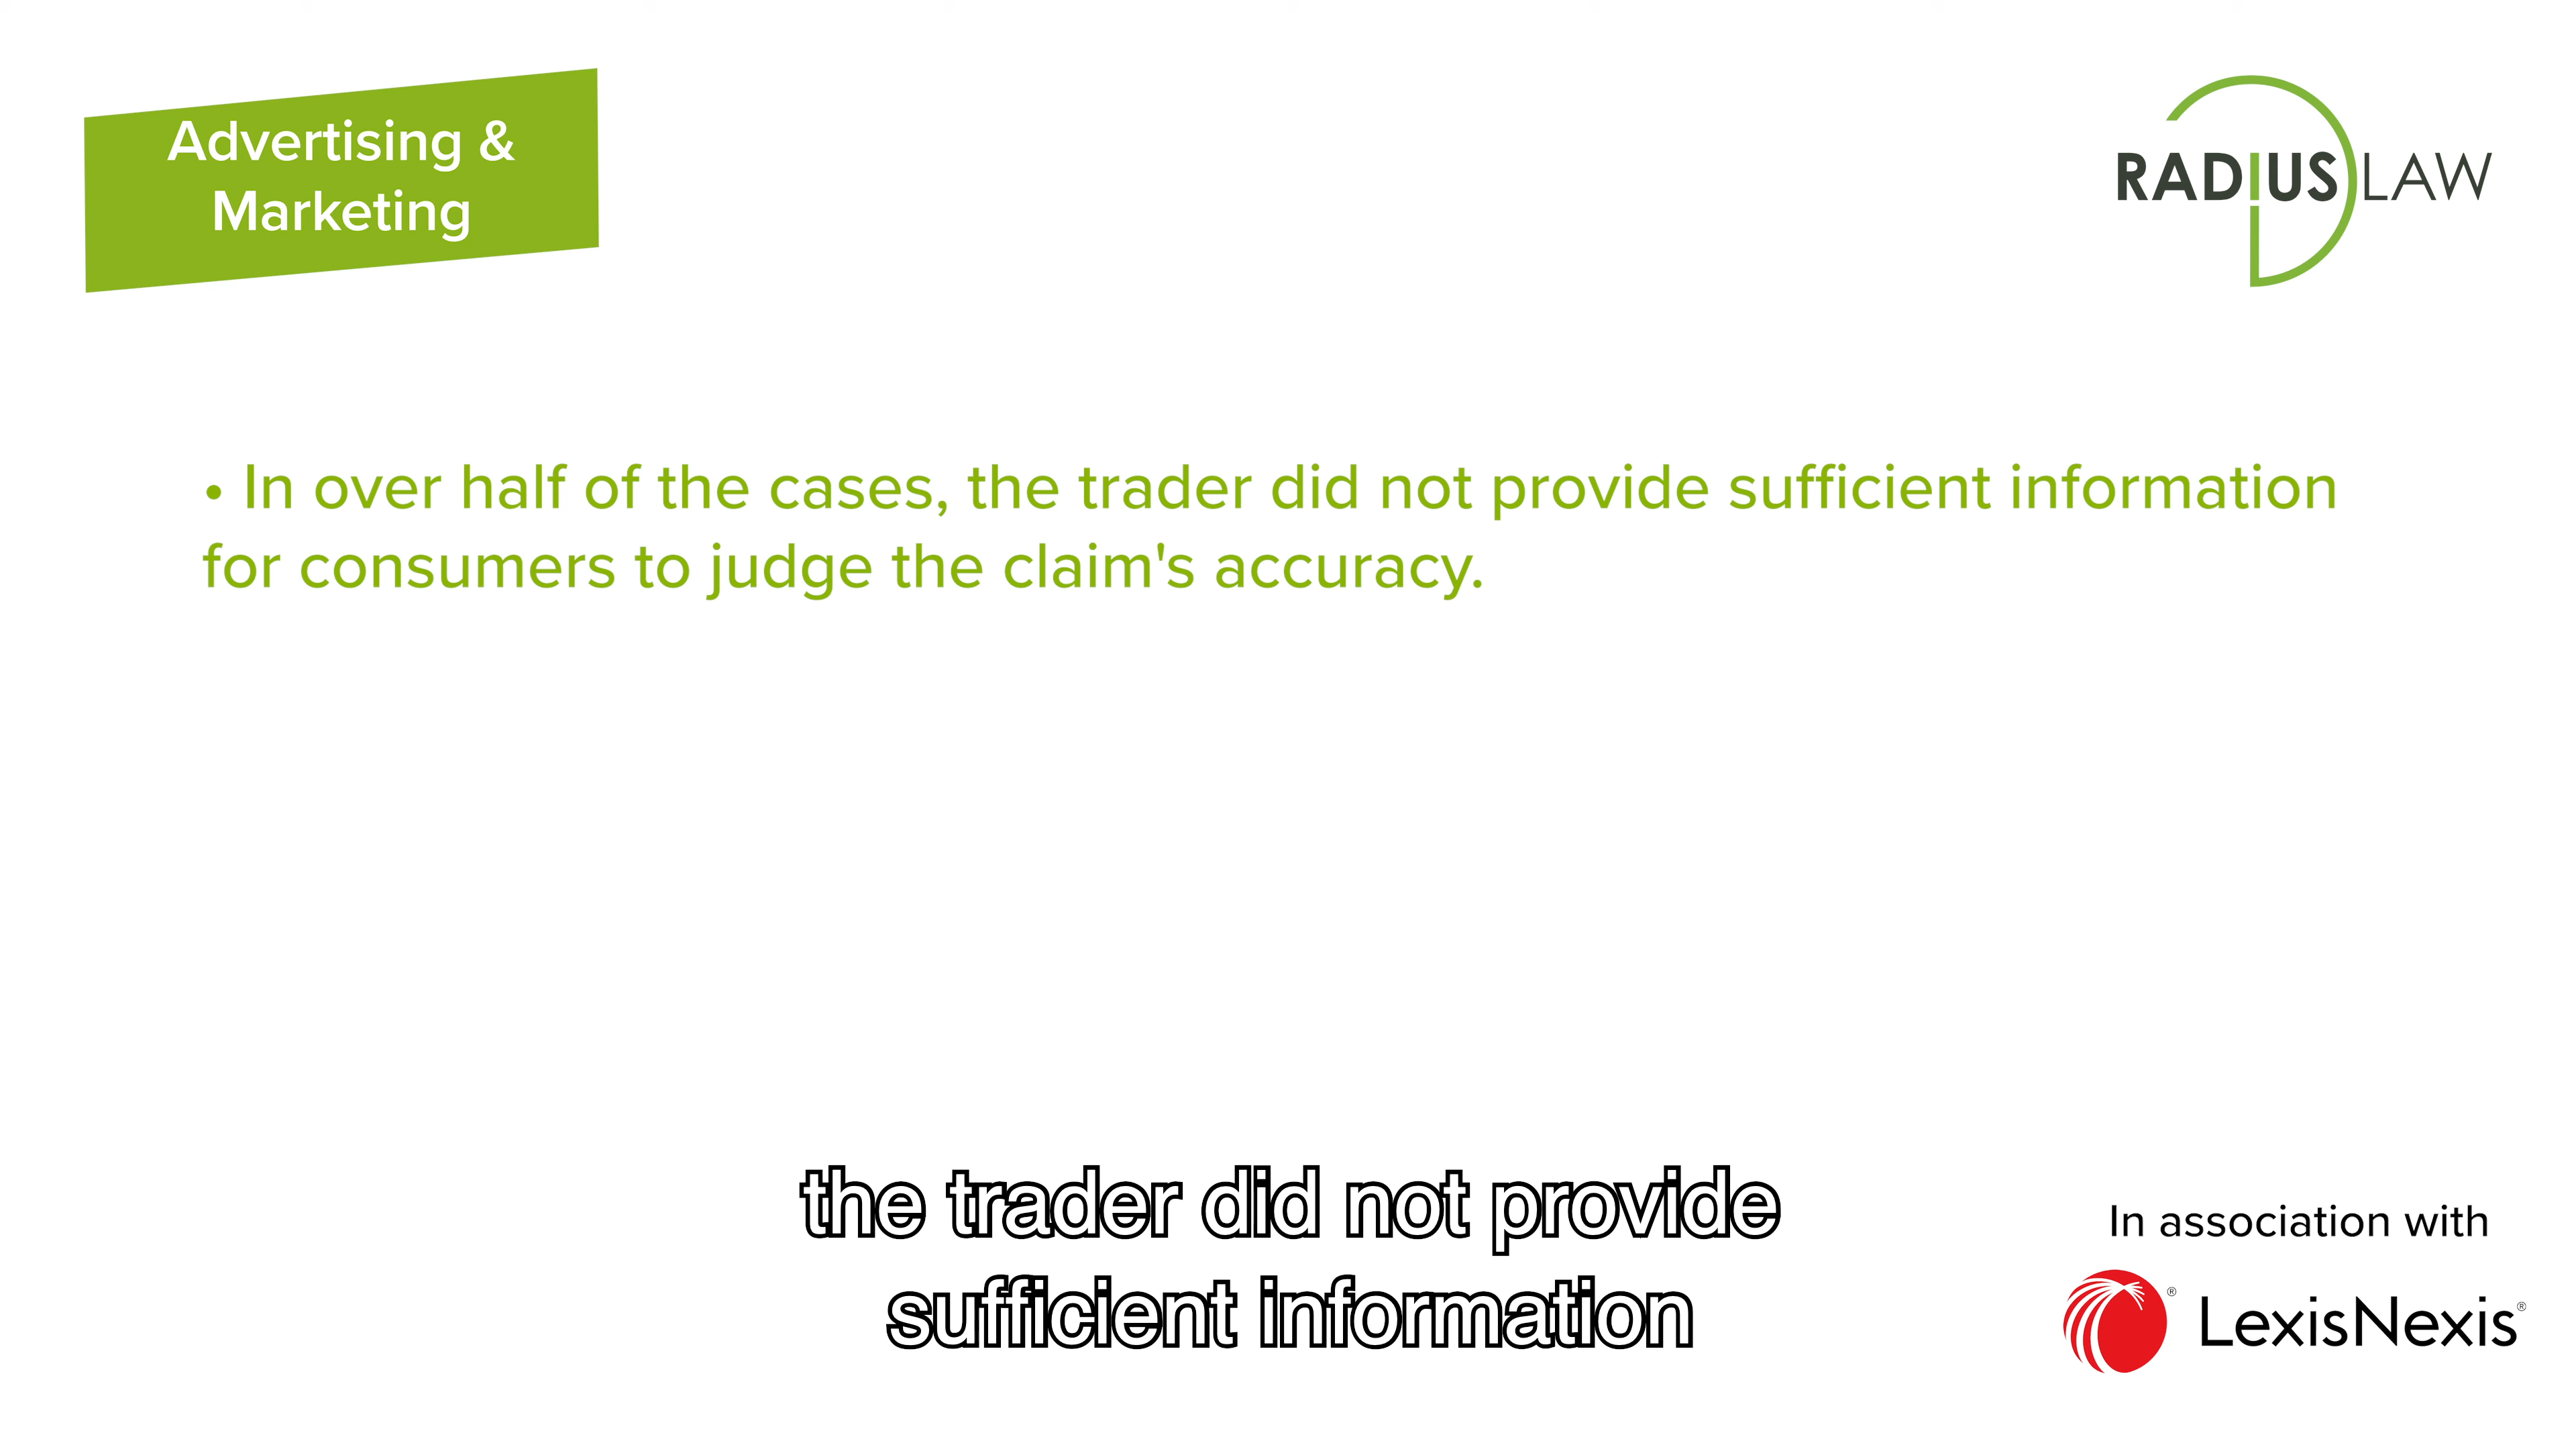 Advertising &
Marketing
RADIUS LAW
• In over half of the cases, the trader did not provide sufficient information
for consumers to judge the claim's accuracy.
the trader did not provide
sufficient information
In association with
® LexisNexis®